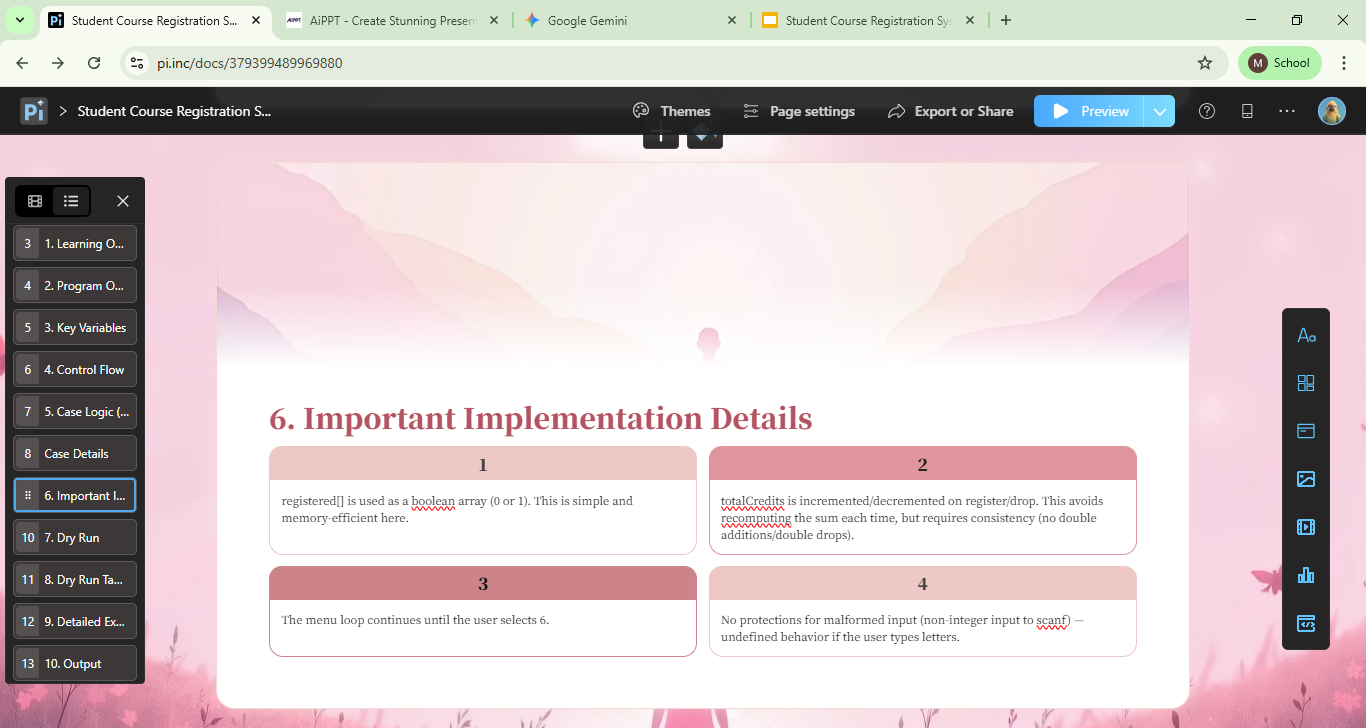 Student Course Registration S...
AiPPT - Create Stunning Presen
Google Gemini
Student Course Registration Sys
pi.inc/docs/379399489969880
M School
Pi > Student Course Registration S...
Themes
Page settings
Export or Share
Preview
3 1. Learning O...
4 2. Program O...
5 3. Key Variables
6 4. Control Flow
7 5. Case Logic (...
8 Case Details
6. Important I...
10 7. Dry Run
11 8. Dry Run Ta...
12 9. Detailed Ex...
13 10. Output
6. Important Implementation Details
1
registered[] is used as a boolean array (0 or 1). This is simple and
memory-efficient here.
2
totalCredits is incremented/decremented on register/drop. This avoids
recomputing the sum each time, but requires consistency (no double
additions/double drops).
3
The menu loop continues until the user selects 6.
4
No protections for malformed input (non-integer input to scanf) —
undefined behavior if the user types letters.
Aa